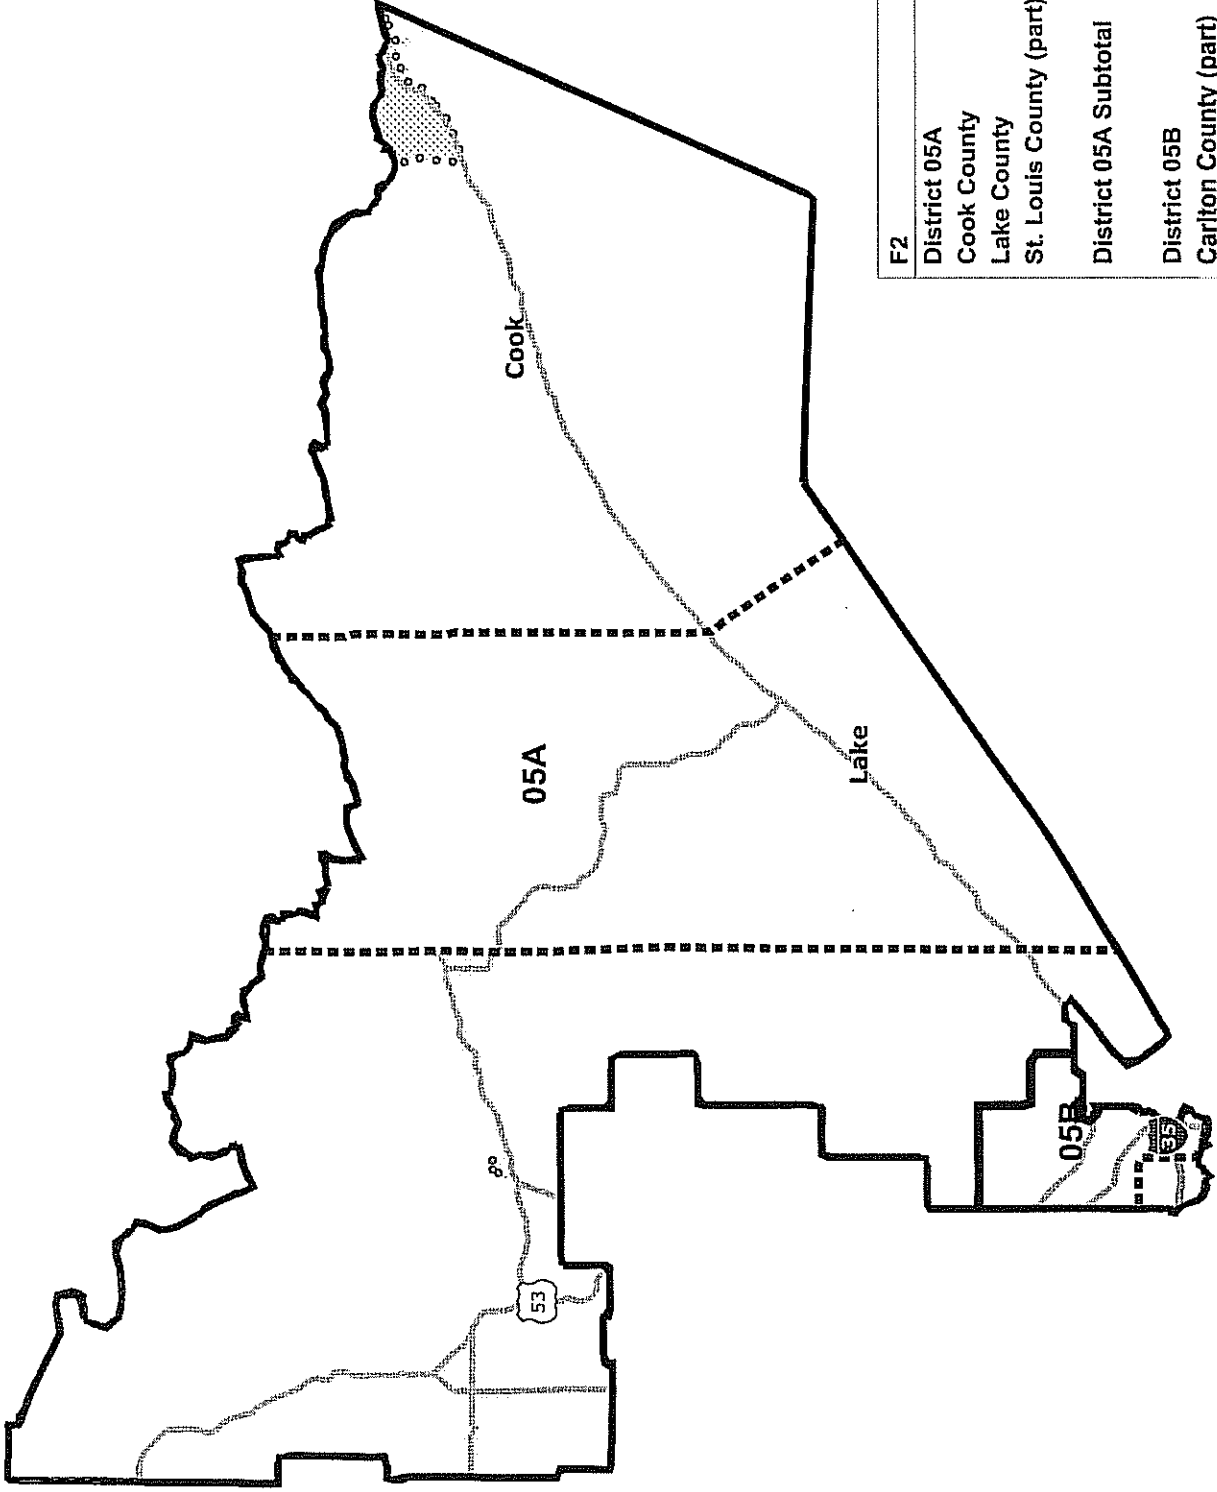 Cook
05A
Lake
53
05B
35
F2
District 05A
Cook County
Lake County
St. Louis County (part)
District 05A Subtotal
District 05B
Carlton County (part)